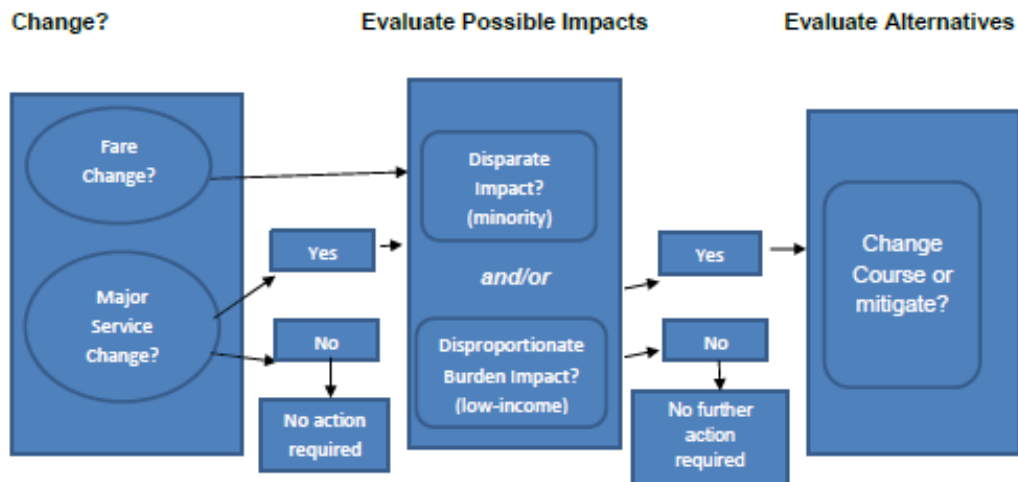 Change?
Evaluate Possible Impacts
Evaluate Alternatives
Fare
Change?
Major
Service
Change?
Yes
No
No action
required
Disparate
Impact?
(minority)
and/or
Disproportionate
Burden Impact?
(low-income)
Yes
No
No further
action
required
Change
Course or
mitigate?